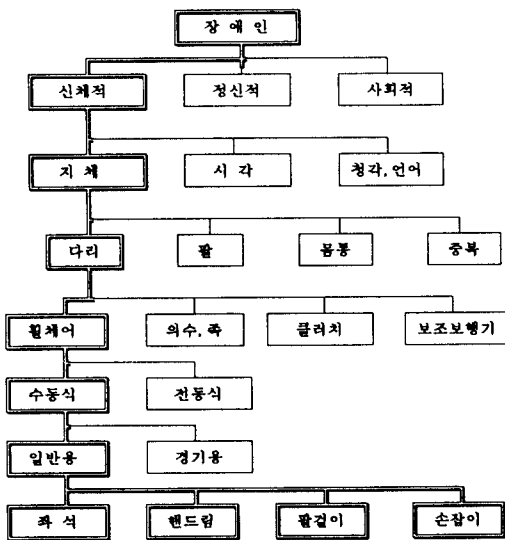 장 애 인
신체적 정신적 사회적
지 체 시 각 청각, 언어
다리 팔 몸통 중복
휠체어 의수, 족 클러치 보조보행기
수동식 전동식
일반용 경기용
좌 석 핸드림 팔걸이 손잡이